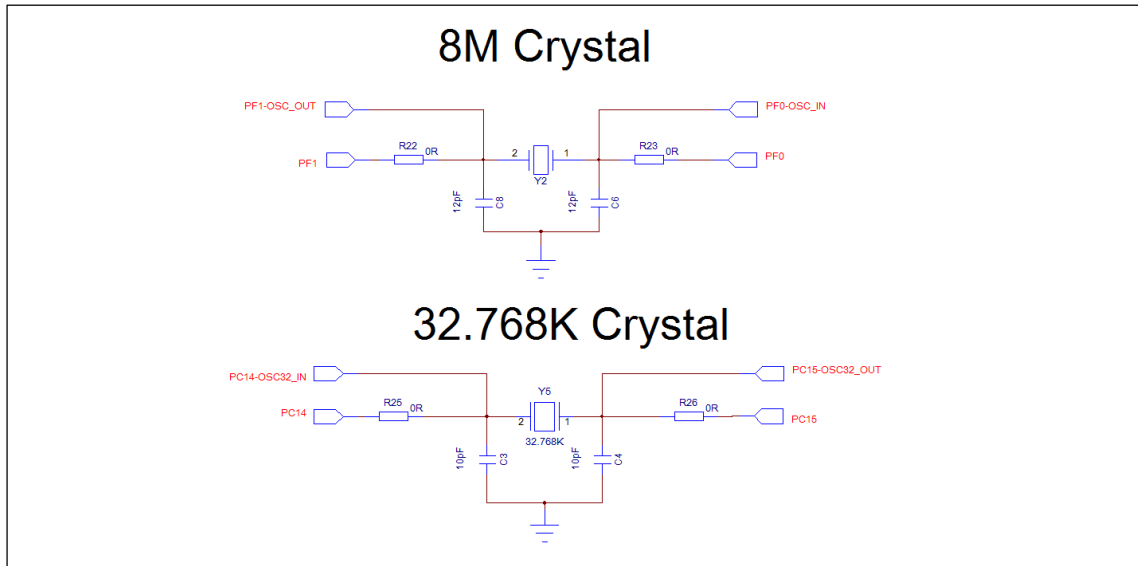 8M Crystal
PF1-OSC_OUT
PF0-OSC_IN
R22
0R
R23
0R
PF1
2
1
PF0
Y2
12pF
C8
12pF
C6
32.768K Crystal
PC14-OSC32_IN
PC15-OSC32_OUT
Y5
R25
0R
R26
0R
PC14
2
1
PC15
32.768K
10pF
C3
10pF
C4